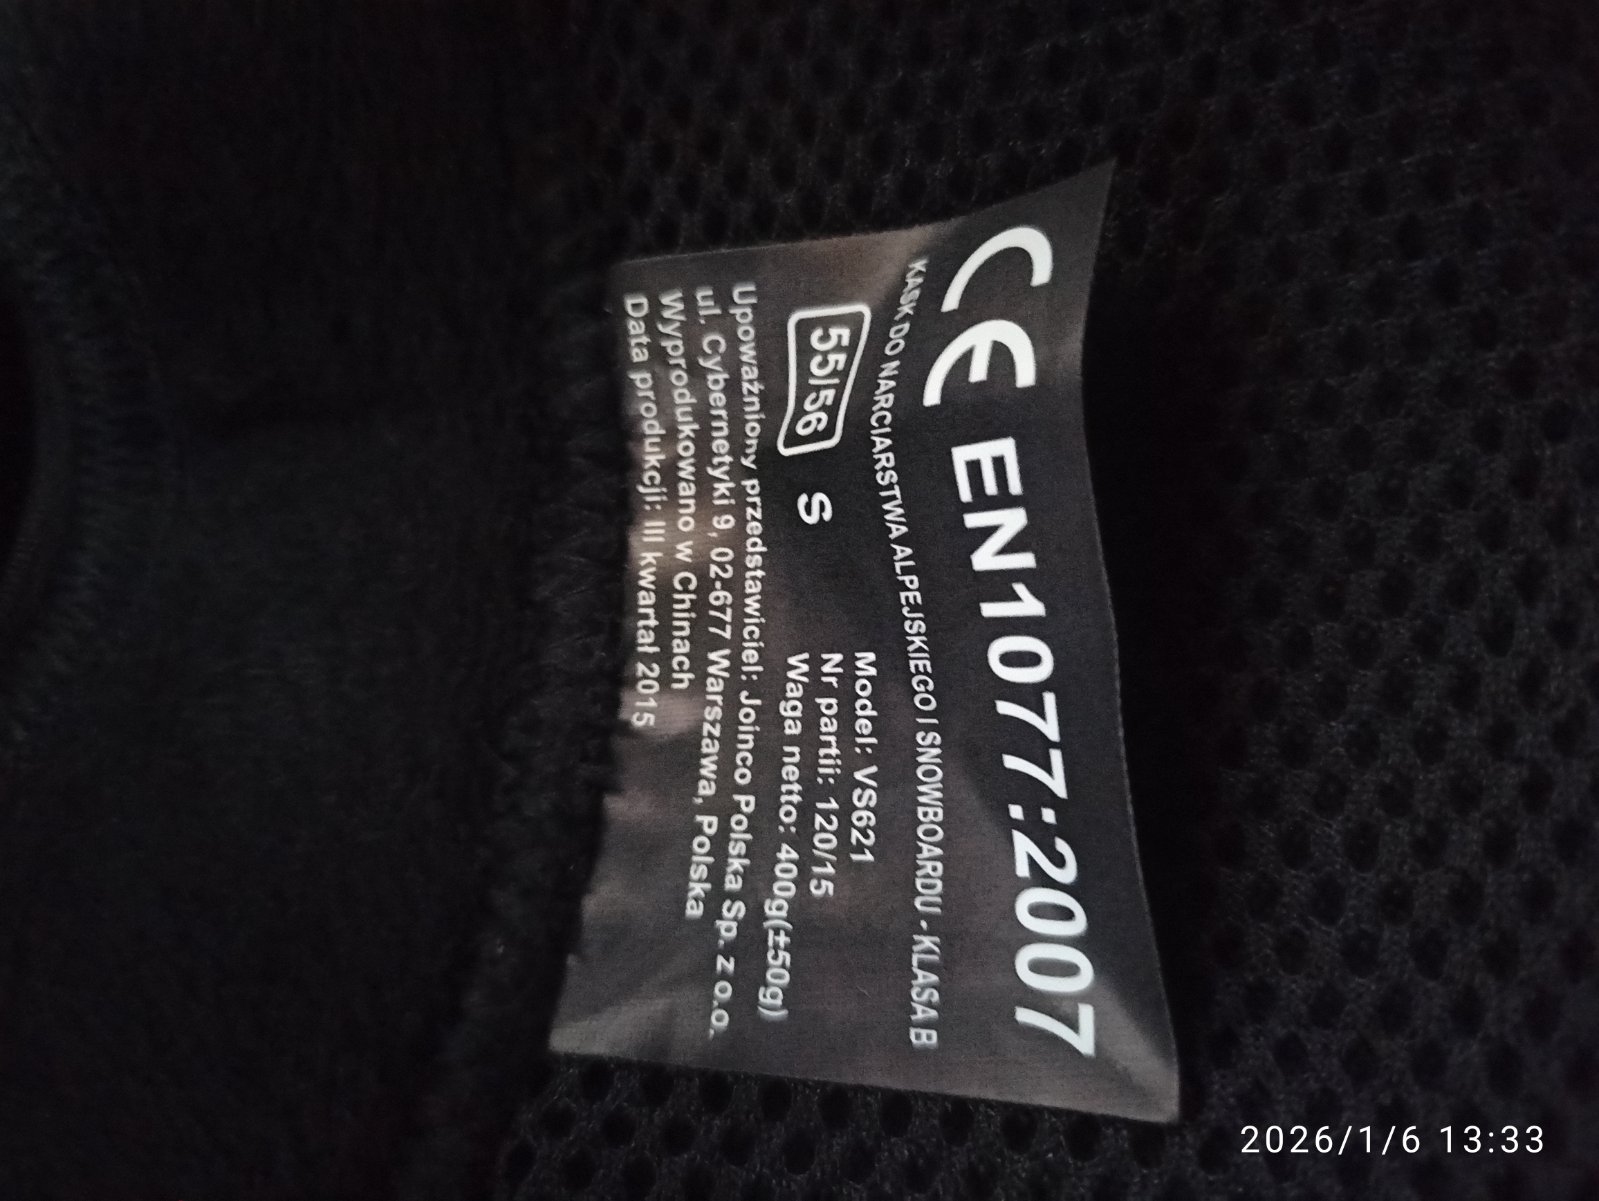 CE EN1077:2007
KASK DO NARCIARSTWA ALPEJSKIEGO I SNOWBOARDU - KLASA B
55/56 S
Model: VS621
Nr partii: 120/15
Waga netto: 400g(±50g)
Upoważniony przedstawiciel: Joinco Polska Sp. z o.o.
ul. Cybernetyki 9, 02-677 Warszawa, Polska
Wyprodukowano w Chinach
Data produkcji: III kwartał 2015
2026/1/6 13:33